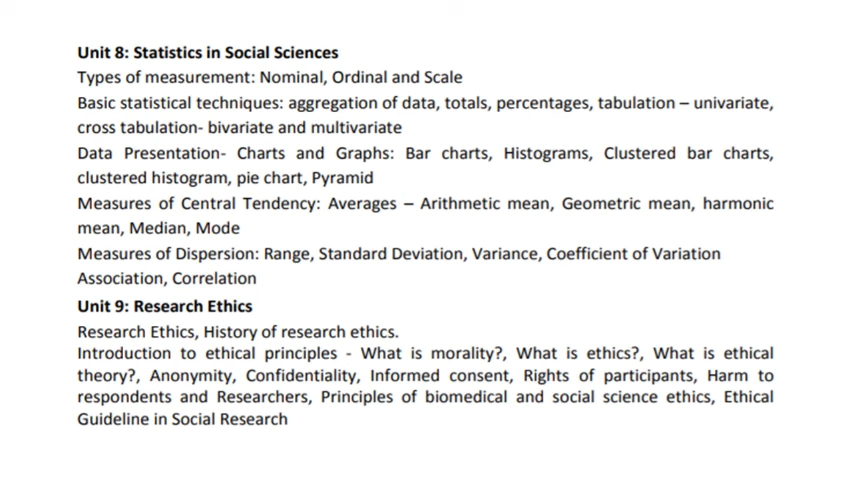 Unit 8: Statistics in Social Sciences
Types of measurement: Nominal, Ordinal and Scale
Basic statistical techniques: aggregation of data, totals, percentages, tabulation – univariate,
cross tabulation- bivariate and multivariate
Data Presentation- Charts and Graphs: Bar charts, Histograms, Clustered bar charts,
clustered histogram, pie chart, Pyramid
Measures of Central Tendency: Averages – Arithmetic mean, Geometric mean, harmonic
mean, Median, Mode
Measures of Dispersion: Range, Standard Deviation, Variance, Coefficient of Variation
Association, Correlation
Unit 9: Research Ethics
Research Ethics, History of research ethics.
Introduction to ethical principles - What is morality?, What is ethics?, What is ethical
theory?, Anonymity, Confidentiality, Informed consent, Rights of participants, Harm to
respondents and Researchers, Principles of biomedical and social science ethics, Ethical
Guideline in Social Research